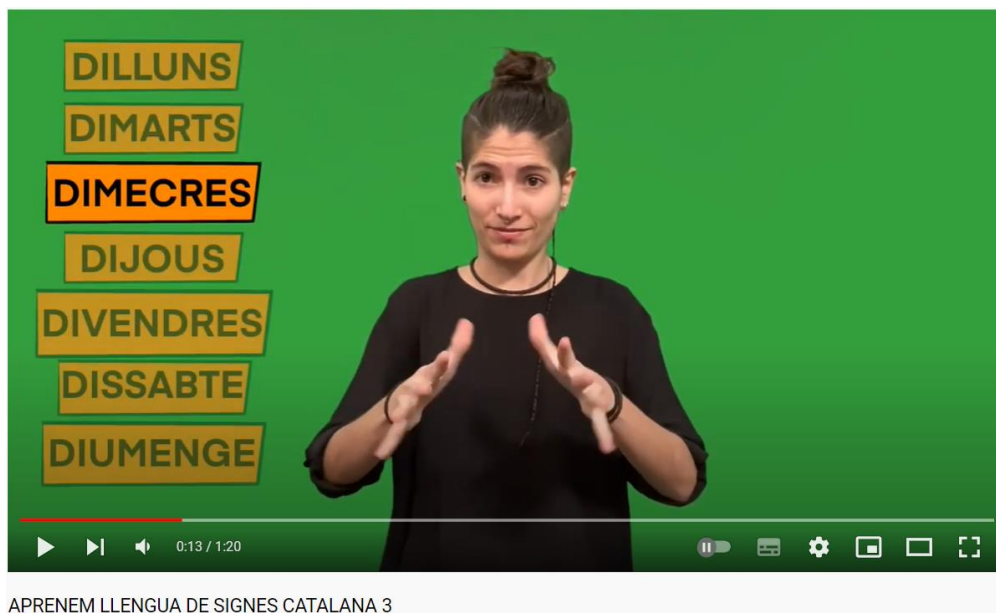 DILLUNS
DIMARTS
DIMECRES
DIJOUS
DIVENDRES
DISSABTE
DIUMENGE
0:13 / 1:20
APRENEM LLENGUA DE SIGNES CATALANA 3